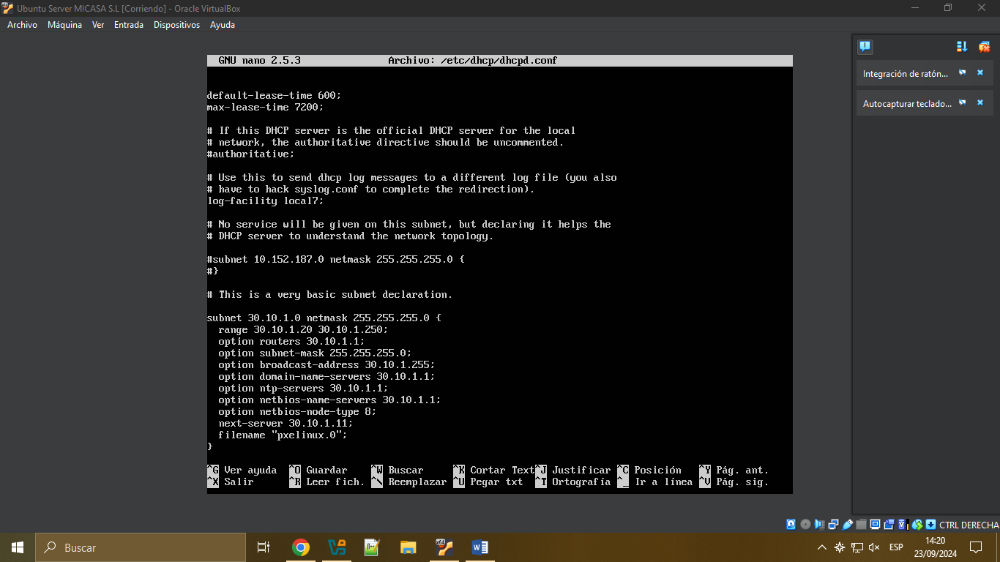 Ubuntu Server MICASA S.L [Corriendo] - Oracle VirtualBox
Archivo Máquina Ver Entrada Dispositivos Ayuda
GNU nano 2.5.3 Archivo: /etc/dhcp/dhcpd.conf
default-lease-time 600;
max-lease-time 7200;
# If this DHCP server is the official DHCP server for the local
# network, the authoritative directive should be uncommented.
#authoritative;
# Use this to send dhcp log messages to a different log file (you also
# have to hack syslog.conf to complete the redirection).
log-facility local7;
# No service will be given on this subnet, but declaring it helps the
# DHCP server to understand the network topology.
#subnet 10.152.187.0 netmask 255.255.255.0 {
#}
# This is a very basic subnet declaration.
subnet 30.10.1.0 netmask 255.255.255.0 {
range 30.10.1.20 30.10.1.250;
option routers 30.10.1.1;
option subnet-mask 255.255.255.0;
option broadcast-address 30.10.1.255;
option domain-name-servers 30.10.1.1;
option ntp-servers 30.10.1.1;
option netbios-name-servers 30.10.1.1;
option netbios-node-type 8;
next-server 30.10.1.11;
filename "pxelinux.0";
}
^G Ver ayuda ^O Guardar ^W Buscar ^K Cortar Text ^J Justificar ^C Posición ^Y Pág. ant.
^X Salir ^R Leer fich. ^\ Reemplazar ^U Pegar txt ^T Ortografía ^_ Ir a línea ^V Pág. sig.
Integración de ratón...
Autocapturar teclado...
CTRL DERECHA
Buscar
ESP
14:20
23/09/2024